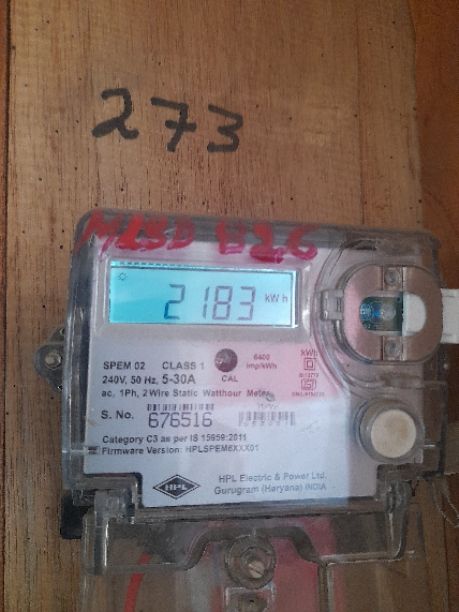 273
2183 kWh
SPEM 02 CLASS 1
240V, 50 Hz, 5-30A
CAL
6400
imp/kWh
kWh
ac, 1Ph, 2 Wire Static Watthour Meter
S. No.
676516
Category C3 as per IS 15959:2011
Firmware Version: HPLSPEM6XXX01
HPL
HPL Electric & Power Ltd.
Gurugram (Haryana) INDIA